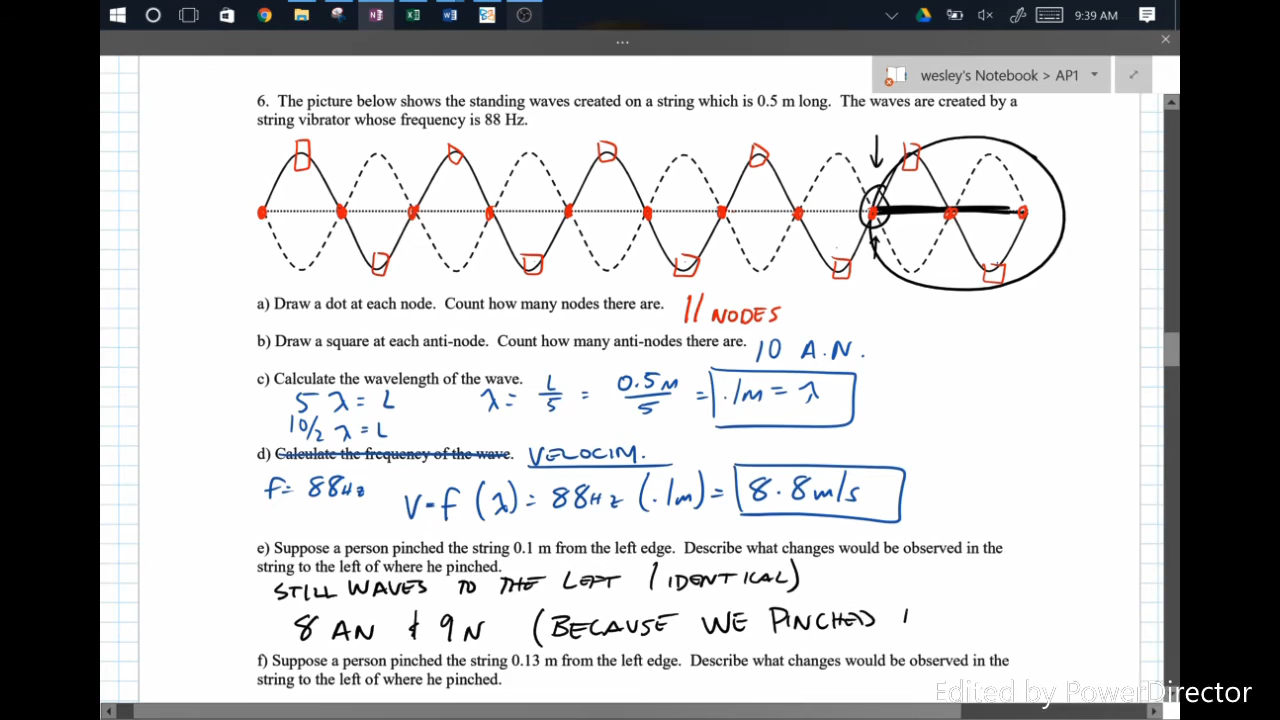 9:39 AM
...
wesley's Notebook > AP1
6. The picture below shows the standing waves created on a string which is 0.5 m long. The waves are created by a
string vibrator whose frequency is 88 Hz.
a) Draw a dot at each node. Count how many nodes there are. 11 NODES
b) Draw a square at each anti-node. Count how many anti-nodes there are. 10 A.N.
c) Calculate the wavelength of the wave.
5 λ = L λ = L/5 = 0.5M/5 = .1m = λ
10/2 λ = L
d) Calculate the frequency of the wave. VELOCIM.
f = 88Hz V = f (λ) = 88Hz (.1m) = 8.8m/s
e) Suppose a person pinched the string 0.1 m from the left edge. Describe what changes would be observed in the
string to the left of where he pinched.
STILL WAVES TO THE LEFT (IDENTICAL)
8 AN & 9 N (BECAUSE WE PINCHED
f) Suppose a person pinched the string 0.13 m from the left edge. Describe what changes would be observed in the
string to the left of where he pinched.
Edited by PowerDirector